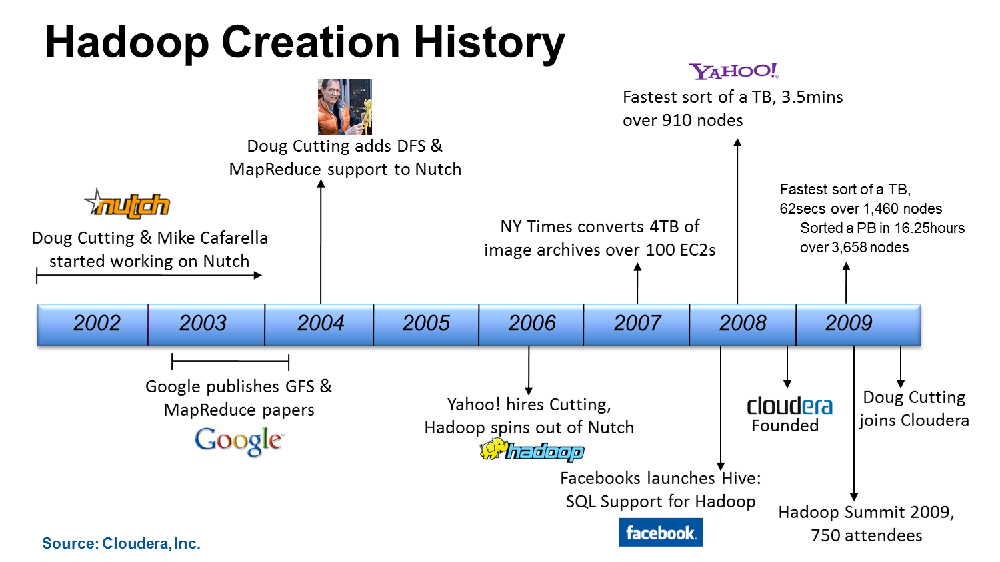 Hadoop Creation History
YAHOO!
Fastest sort of a TB, 3.5mins
over 910 nodes
Doug Cutting adds DFS &
MapReduce support to Nutch
nutch
Doug Cutting & Mike Cafarella
started working on Nutch
NY Times converts 4TB of
image archives over 100 EC2s
Fastest sort of a TB,
62secs over 1,460 nodes
Sorted a PB in 16.25hours
over 3,658 nodes
2002 2003 2004 2005 2006 2007 2008 2009
Google publishes GFS &
MapReduce papers
Google
Yahoo! hires Cutting,
Hadoop spins out of Nutch
hadoop
Facebooks launches Hive:
SQL Support for Hadoop
facebook
cloudera
Founded
Doug Cutting
joins Cloudera
Hadoop Summit 2009,
750 attendees
Source: Cloudera, Inc.